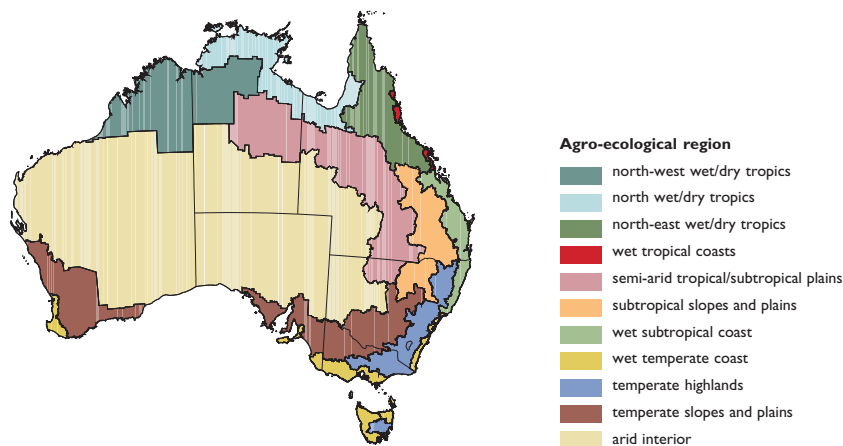 Agro-ecological region
north-west wet/dry tropics
north wet/dry tropics
north-east wet/dry tropics
wet tropical coasts
semi-arid tropical/subtropical plains
subtropical slopes and plains
wet subtropical coast
wet temperate coast
temperate highlands
temperate slopes and plains
arid interior